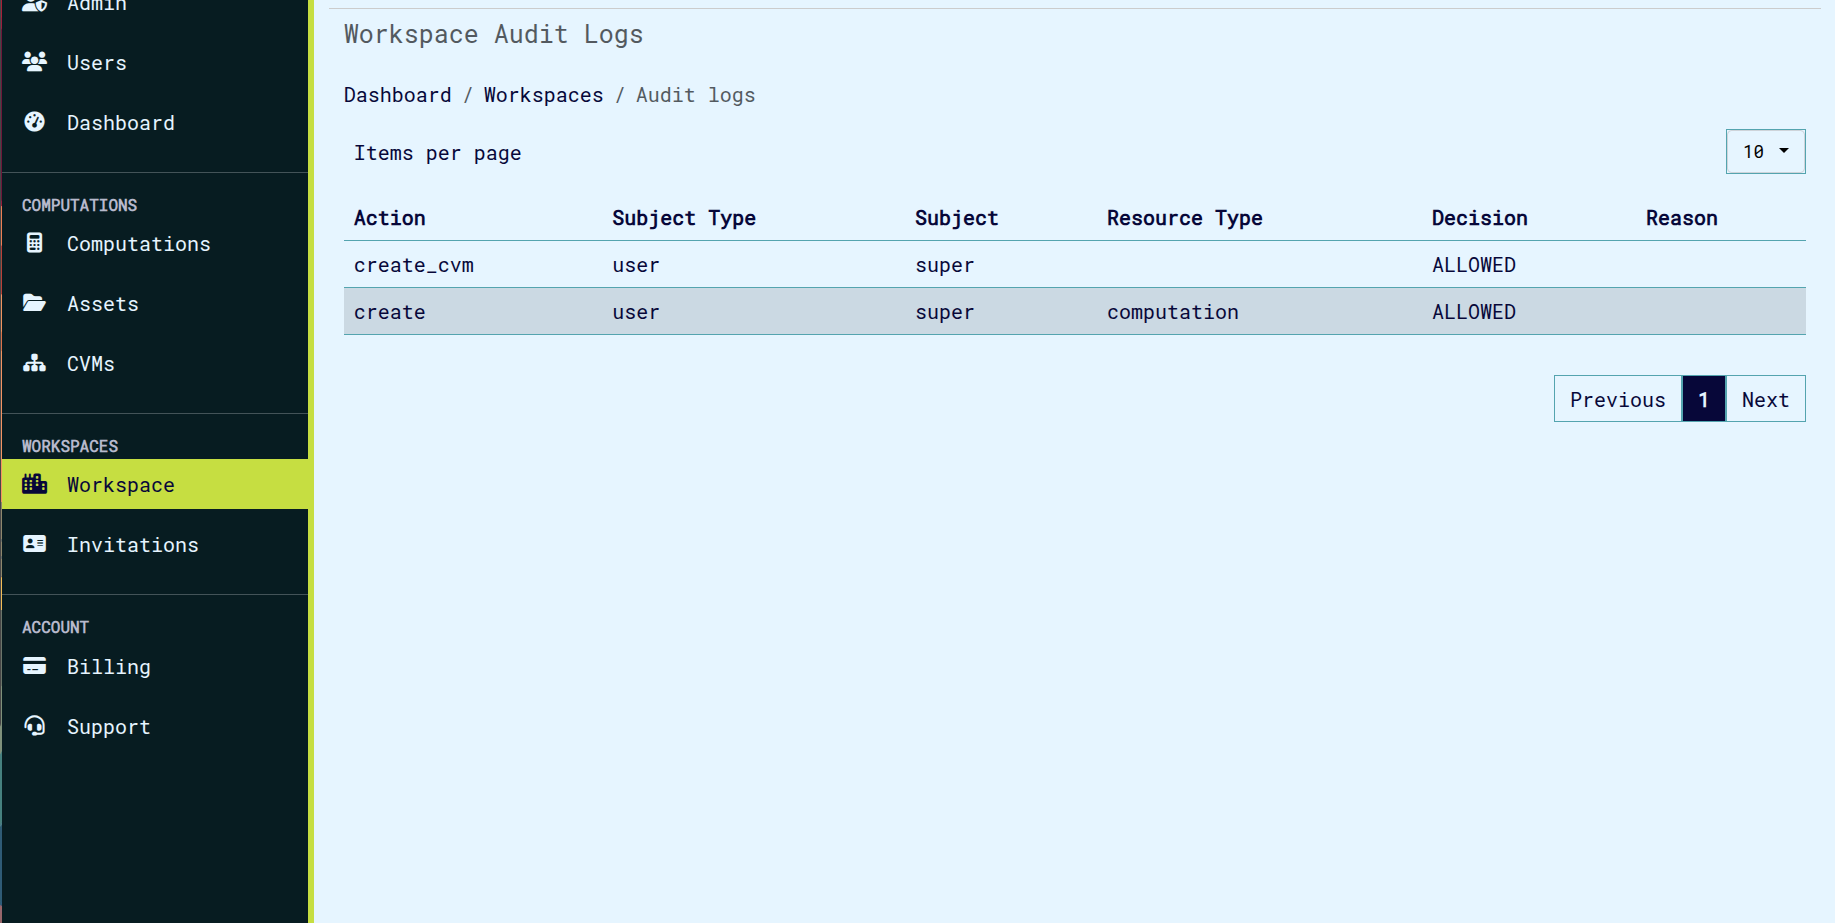 Admin
Users
Dashboard
COMPUTATIONS
Computations
Assets
CVMs
WORKSPACES
Workspace
Invitations
ACCOUNT
Billing
Support
Workspace Audit Logs
Dashboard / Workspaces / Audit logs
Items per page 10
Action Subject Type Subject Resource Type Decision Reason
create_cvm user super ALLOWED
create user super computation ALLOWED
Previous 1 Next